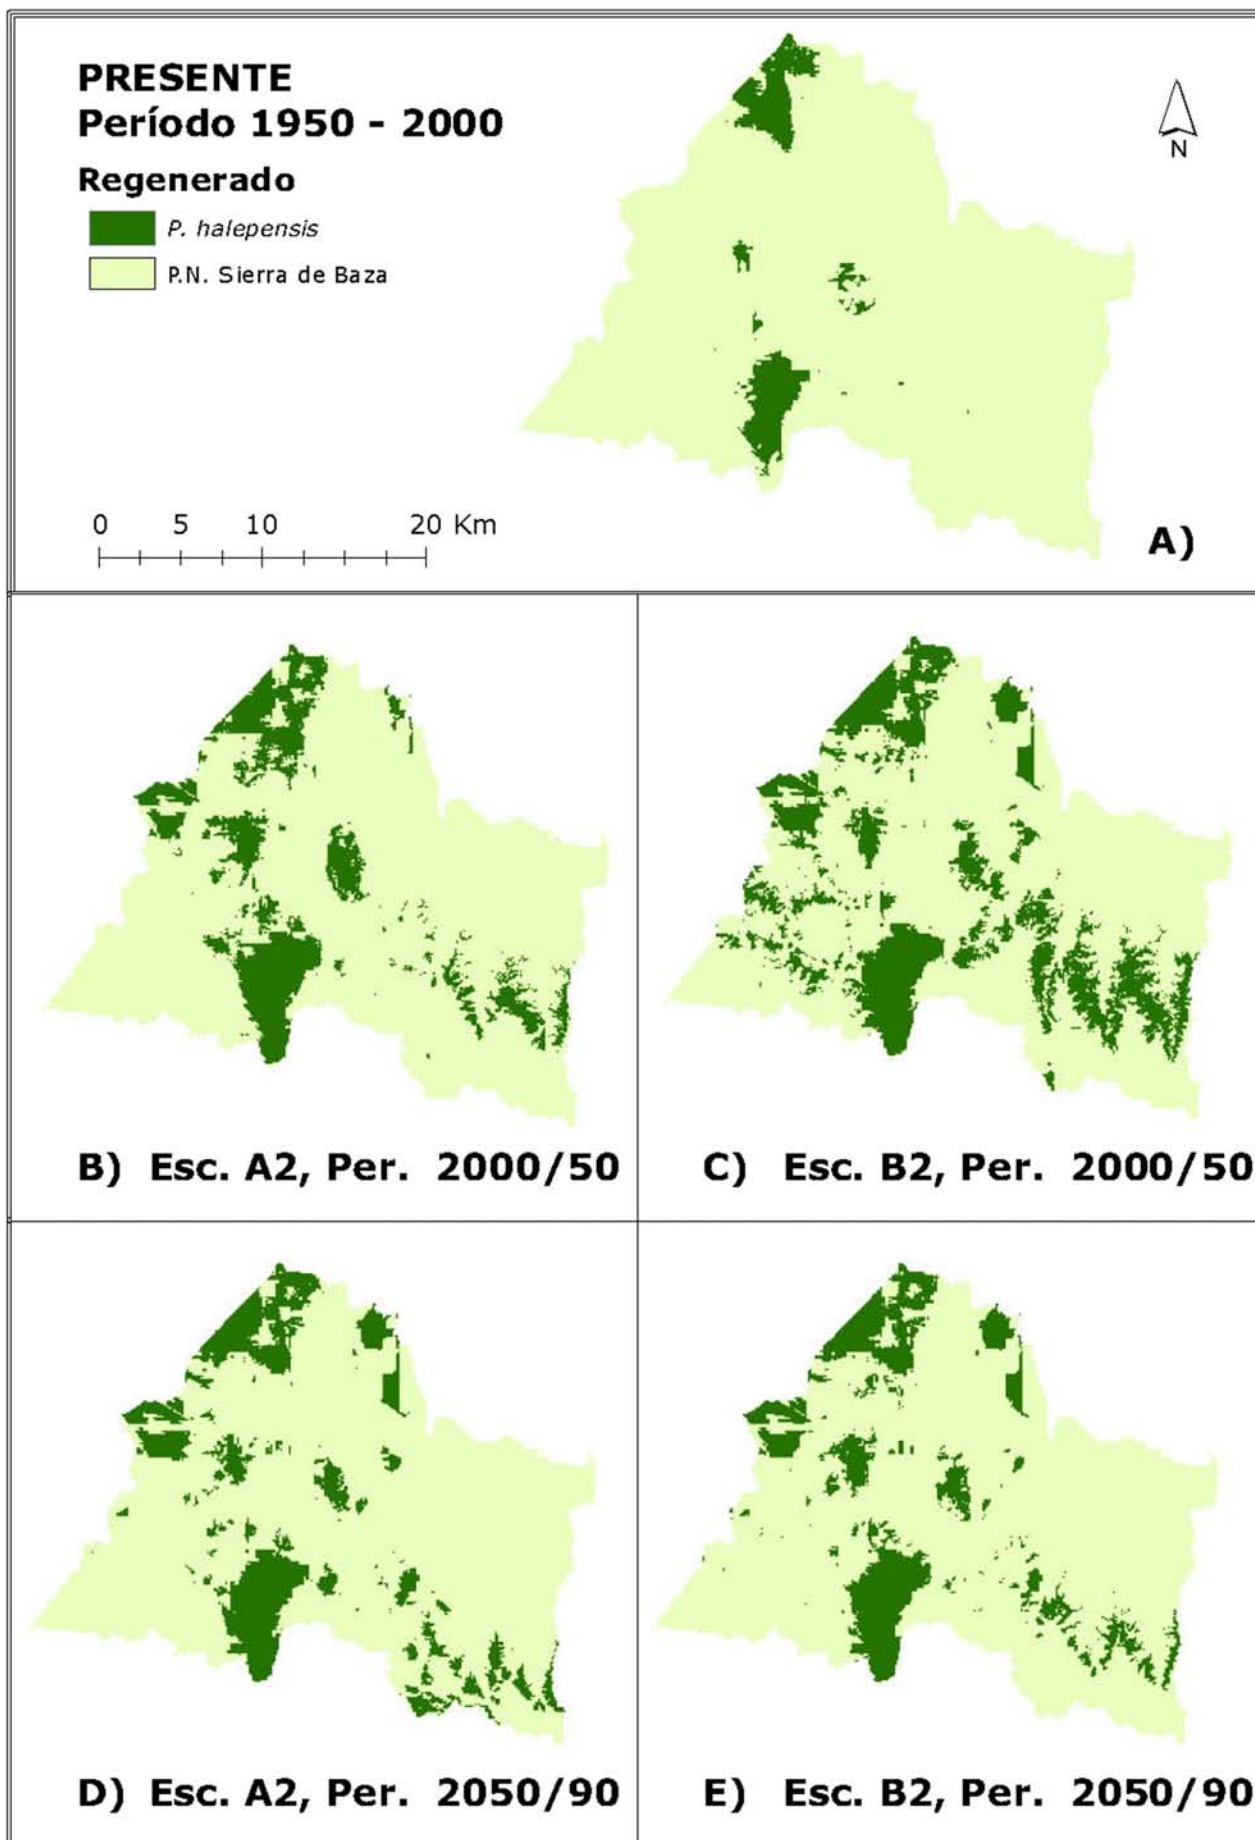 PRESENTE
Período 1950 - 2000
Regenerado
P. halepensis
P.N. Sierra de Baza
N
0 5 10 20 Km
A)
B) Esc. A2, Per. 2000/50
C) Esc. B2, Per. 2000/50
D) Esc. A2, Per. 2050/90
E) Esc. B2, Per. 2050/90